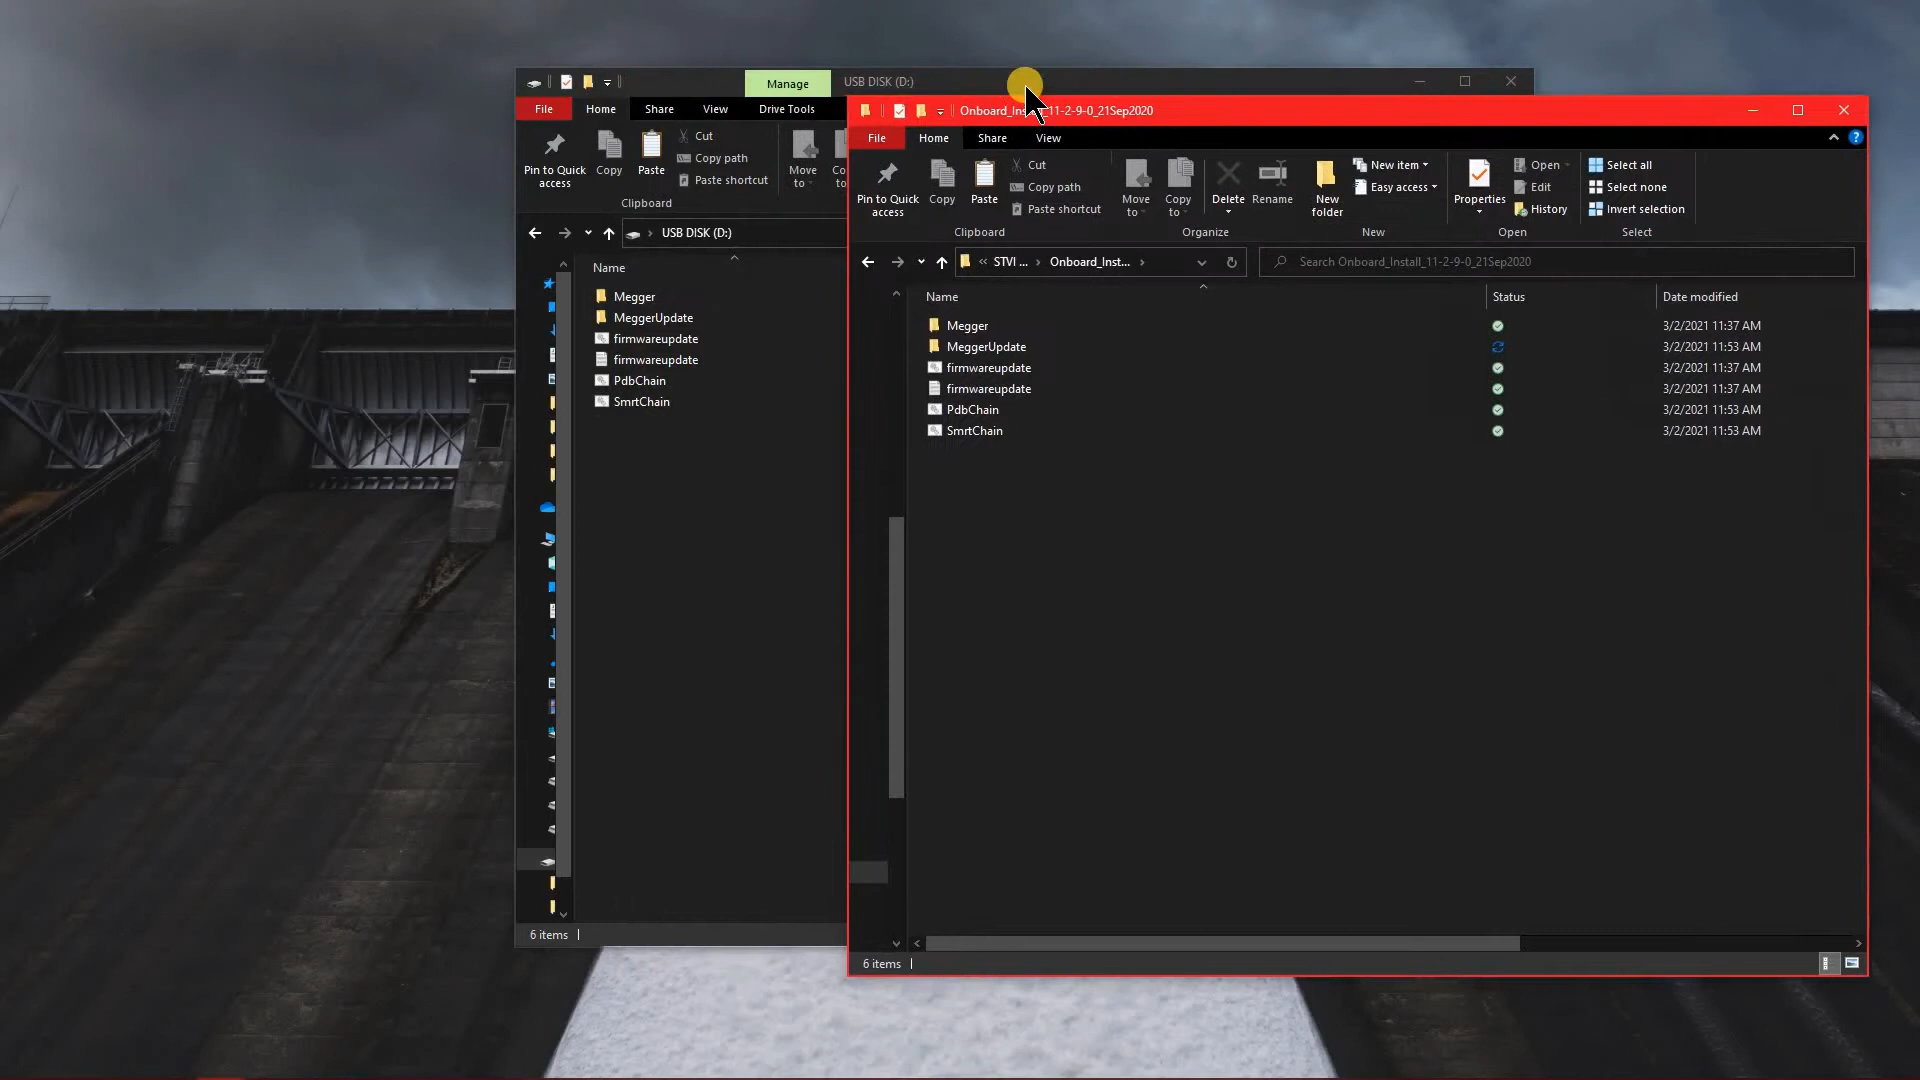 Manage
USB DISK (D:)
File
Home
Share
View
Drive Tools
Pin to Quick access
Copy
Paste
Cut
Copy path
Paste shortcut
Move to
Clipboard
USB DISK (D:)
Name
Megger
MeggerUpdate
firmwareupdate
firmwareupdate
PdbChain
SmrtChain
6 items
11-2-9-0_21Sep2020
File
Home
Share
View
Pin to Quick access
Copy
Paste
Cut
Copy path
Paste shortcut
Clipboard
Move to
Copy to
Delete
Rename
Organize
New folder
New item
Easy access
New
Properties
Open
Edit
History
Open
Select all
Select none
Invert selection
Select
« STVI ... › Onboard_Inst... ›
Search Onboard_Install_11-2-9-0_21Sep2020
Name
Status
Date modified
Megger
3/2/2021 11:37 AM
MeggerUpdate
3/2/2021 11:53 AM
firmwareupdate
3/2/2021 11:37 AM
firmwareupdate
3/2/2021 11:37 AM
PdbChain
3/2/2021 11:53 AM
SmrtChain
3/2/2021 11:53 AM
6 items